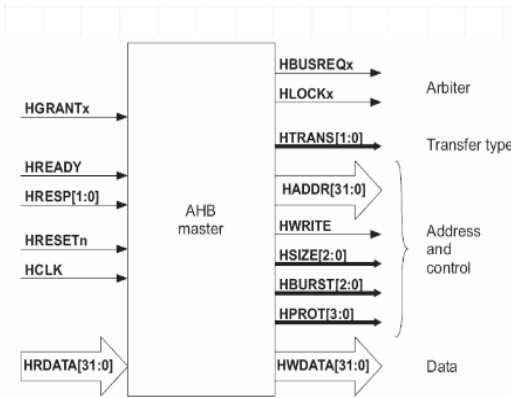 HBUSREQx
HLOCKx
Arbiter
HGRANTx
HTRANS[1:0]
Transfer type
HREADY
HRESP[1:0]
HADDR[31:0]
AHB
master
HWRITE
Address
and
control
HRESETn
HSIZE[2:0]
HCLK
HBURST[2:0]
HPROT[3:0]
HRDATA[31:0]
HWDATA[31:0]
Data